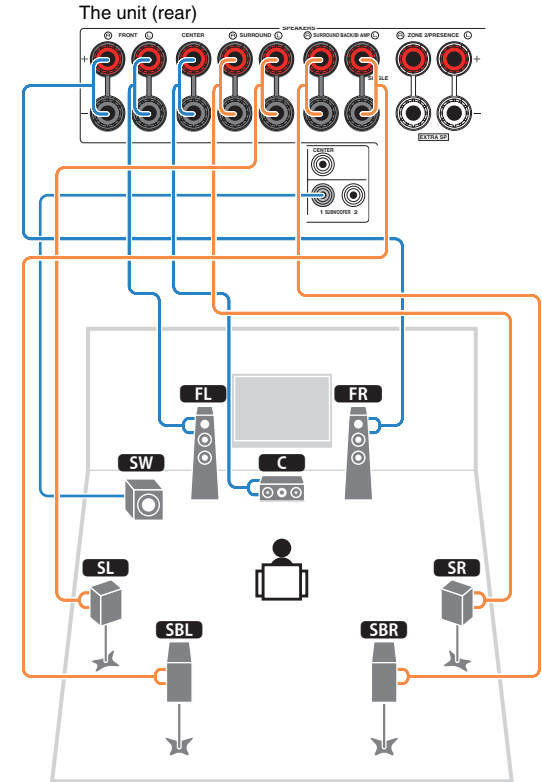 The unit (rear)
SPEAKERS
R FRONT L CENTER R SURROUND L R SURROUND BACK/BI AMP L R ZONE 2/PRESENCE L
+ +
SINGLE
- -
EXTRA SP
CENTER
1 SUBWOOFER 2
FL FR
SW C
SL SR
SBL SBR